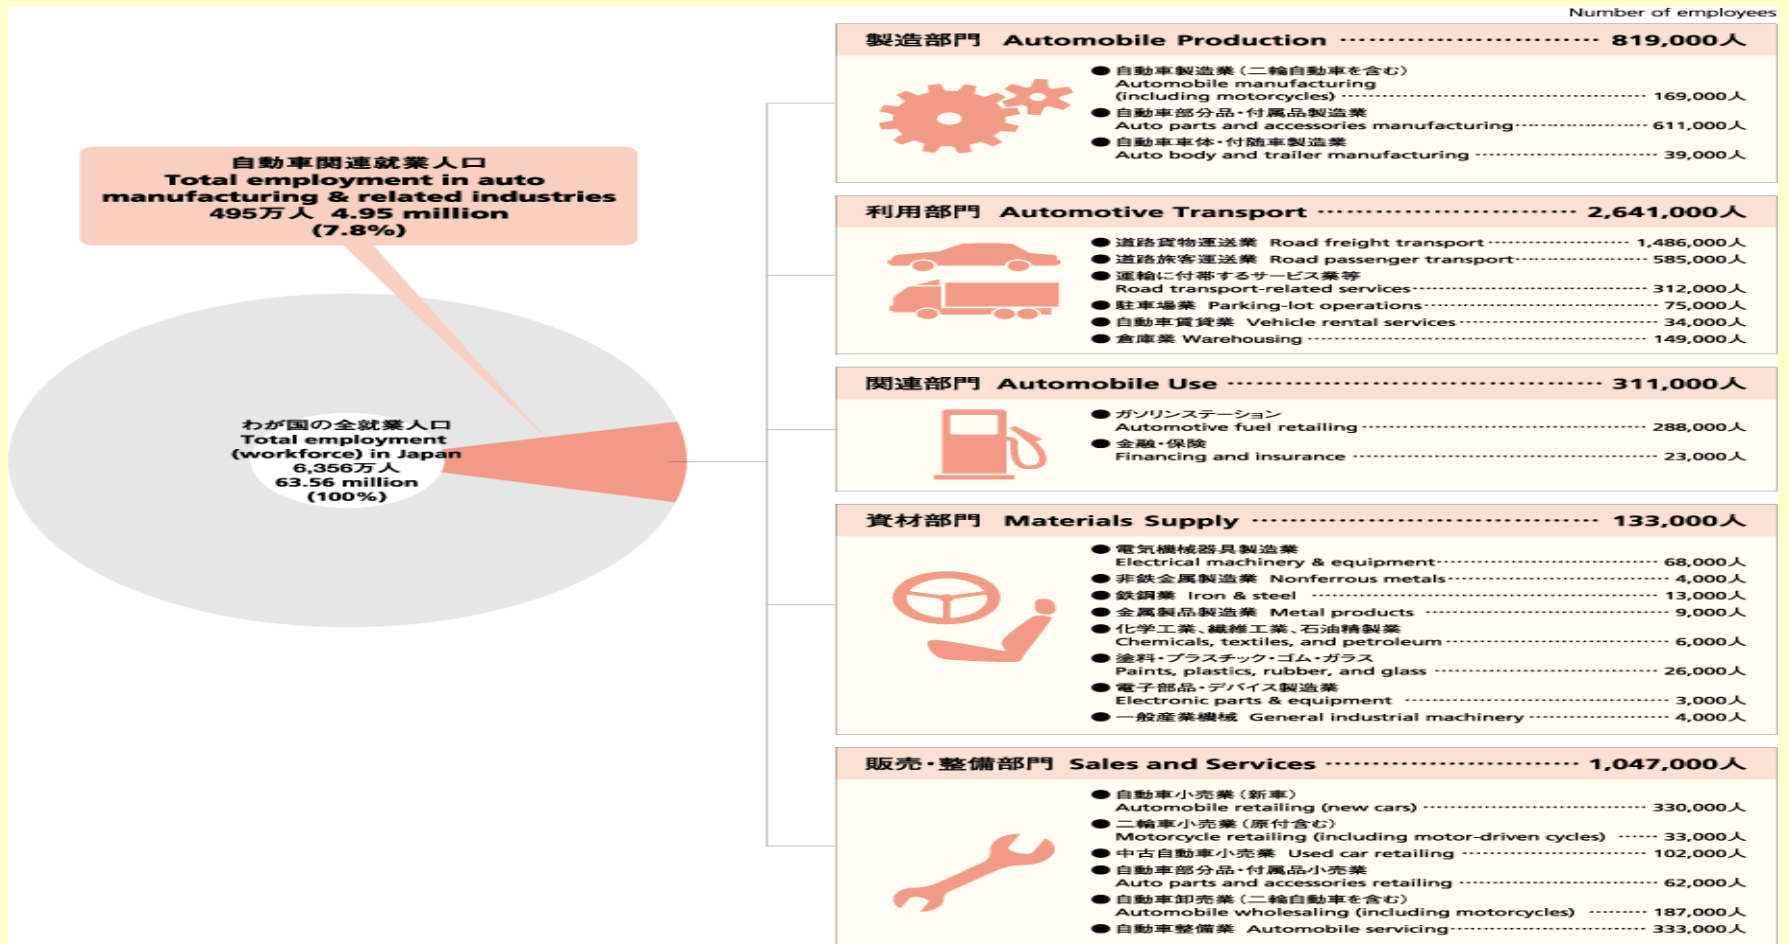 Number of employees
自動車関連就業人口
Total employment in auto
manufacturing & related industries
495万人 4.95 million
(7.8%)
わが国の全就業人口
Total employment
(workforce) in Japan
6,356万人
63.56 million
(100%)
製造部門 Automobile Production 819,000人
●自動車製造業(二輪自動車を含む)
Automobile manufacturing
(including motorcycles) 169,000人
●自動車部分品・付属品製造業
Auto parts and accessories manufacturing 611,000人
●自動車車体・付随車製造業
Auto body and trailer manufacturing 39,000人
利用部門 Automotive Transport 2,641,000人
●道路貨物運送業 Road freight transport 1,486,000人
●道路旅客運送業 Road passenger transport 585,000人
●運輸に付帯するサービス業等
Road transport-related services 312,000人
●駐車場業 Parking-lot operations 75,000人
●自動車賃貸業 Vehicle rental services 34,000人
●倉庫業 Warehousing 149,000人
関連部門 Automobile Use 311,000人
●ガソリンステーション
Automotive fuel retailing 288,000人
●金融・保険
Financing and insurance 23,000人
資材部門 Materials Supply 133,000人
●電気機械器具製造業
Electrical machinery & equipment 68,000人
●非鉄金属製造業 Nonferrous metals 4,000人
●鉄鋼業 Iron & steel 13,000人
●金属製品製造業 Metal products 9,000人
●化学工業、繊維工業、石油精製業
Chemicals, textiles, and petroleum 6,000人
●塗料・プラスチック・ゴム・ガラス
Paints, plastics, rubber, and glass 26,000人
●電子部品・デバイス製造業
Electronic parts & equipment 3,000人
●一般産業機械 General industrial machinery 4,000人
販売・整備部門 Sales and Services 1,047,000人
●自動車小売業(新車)
Automobile retailing (new cars) 330,000人
●二輪車小売業(原付含む)
Motorcycle retailing (including motor-driven cycles) 33,000人
●中古自動車小売業 Used car retailing 102,000人
●自動車部分品・付属品小売業
Auto parts and accessories retailing 62,000人
●自動車卸売業(二輪自動車を含む)
Automobile wholesaling (including motorcycles) 187,000人
●自動車整備業 Automobile servicing 333,000人